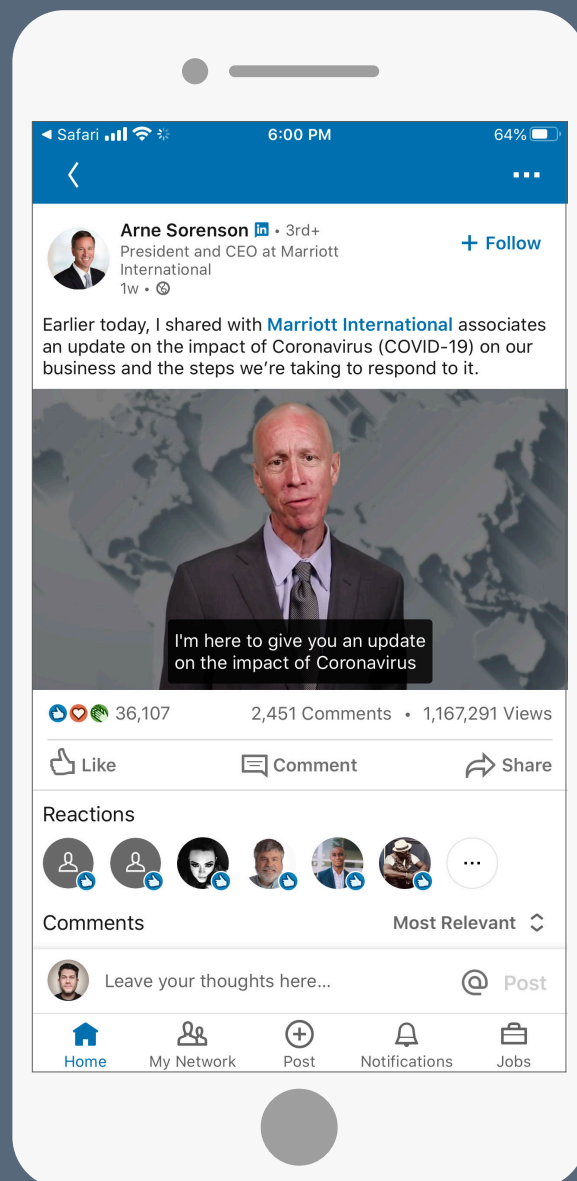 ◀ Safari
6:00 PM
64%
Arne Sorenson in • 3rd+
President and CEO at Marriott
International
1w •
+ Follow
Earlier today, I shared with Marriott International associates
an update on the impact of Coronavirus (COVID-19) on our
business and the steps we’re taking to respond to it.
I'm here to give you an update
on the impact of Coronavirus
36,107
2,451 Comments • 1,167,291 Views
Like
Comment
Share
Reactions
...
Comments
Most Relevant
Leave your thoughts here...
@ Post
Home
My Network
Post
Notifications
Jobs